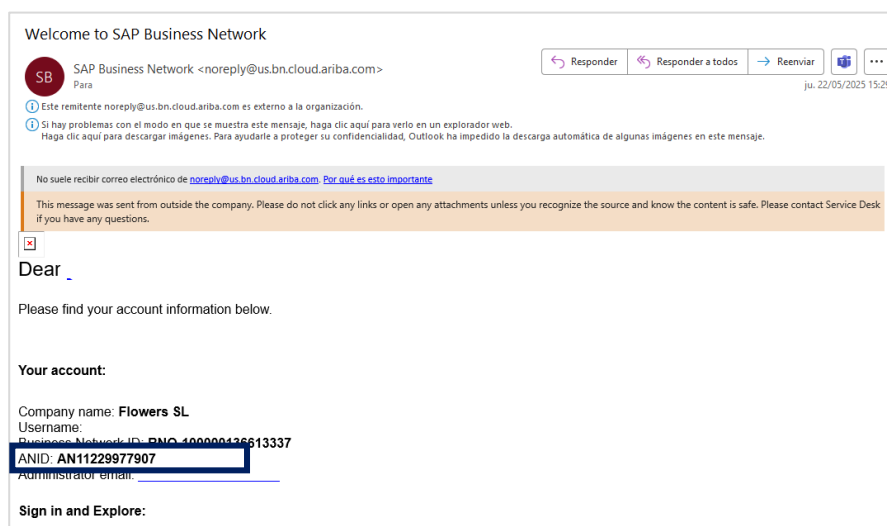 Welcome to SAP Business Network
SB
SAP Business Network <noreply@us.bn.cloud.ariba.com>
Para
Responder
Responder a todos
Reenviar
ju. 22/05/2025 15:29
Este remitente noreply@us.bn.cloud.ariba.com es externo a la organización.
Si hay problemas con el modo en que se muestra este mensaje, haga clic aquí para verlo en un explorador web.
Haga clic aquí para descargar imágenes. Para ayudarle a proteger su confidencialidad, Outlook ha impedido la descarga automática de algunas imágenes en este mensaje.
No suele recibir correo electrónico de noreply@us.bn.cloud.ariba.com. Por qué es esto importante
This message was sent from outside the company. Please do not click any links or open any attachments unless you recognize the source and know the content is safe. Please contact Service Desk
if you have any questions.
Dear
Please find your account information below.
Your account:
Company name: Flowers SL
Username:
Business Network ID: 100000136613337
ANID: AN11229977907
Administrator email:
Sign in and Explore: